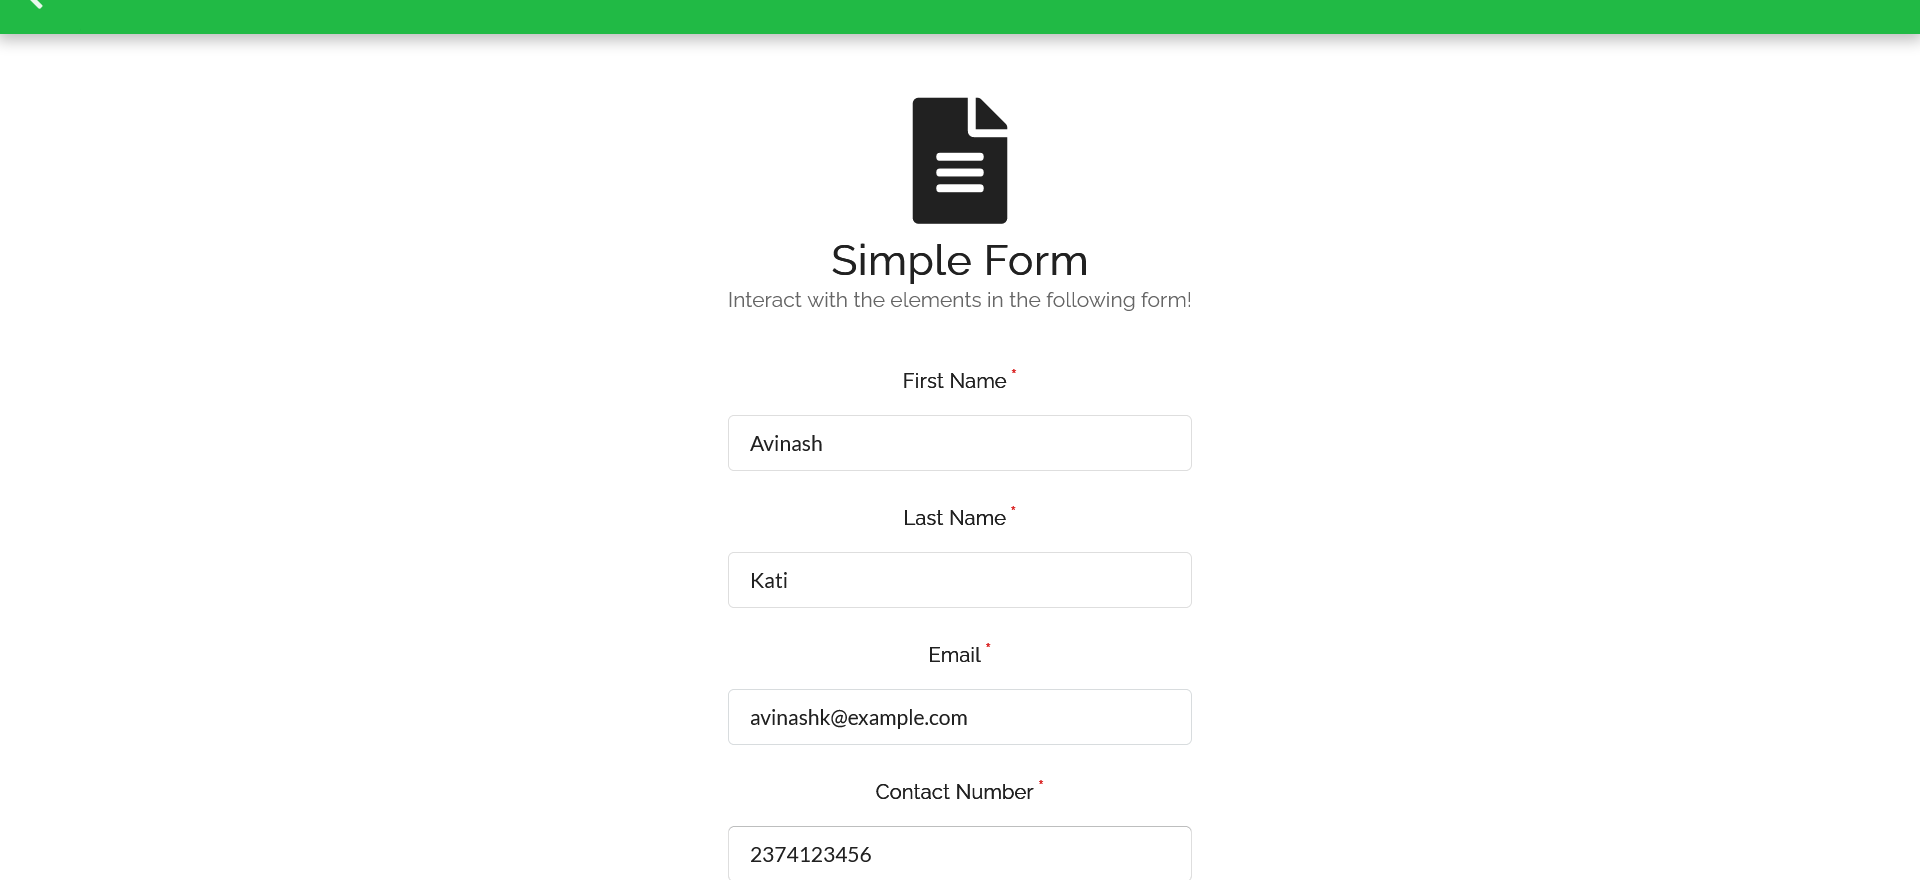 Simple Form
Interact with the elements in the following form!
First Name *
Avinash
Last Name *
Kati
Email *
avinashk@example.com
Contact Number *
2374123456